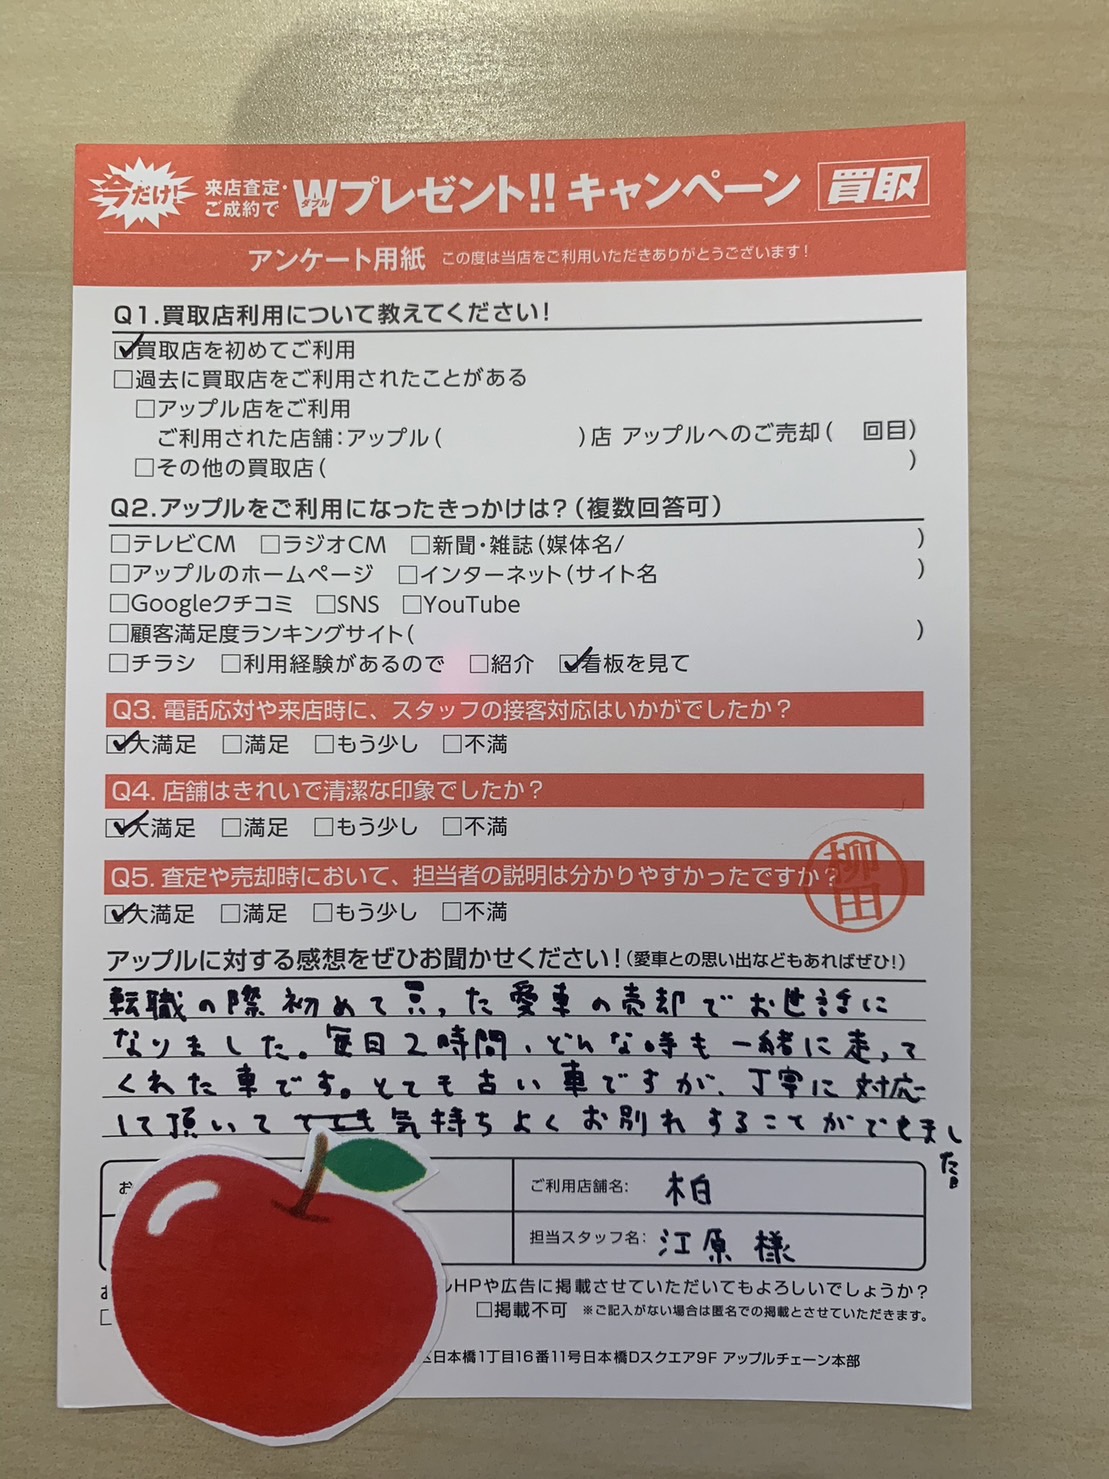 今だけ! 来店査定・ご成約で Wダブルプレゼント!! キャンペーン 買取
アンケート用紙 この度は当店をご利用いただきありがとうございます!
Q1.買取店利用について教えてください!
☑買取店を初めてご利用
□過去に買取店をご利用されたことがある
□アップル店をご利用
ご利用された店舗:アップル( )店 アップルへのご売却( 回目)
□その他の買取店( )
Q2.アップルをご利用になったきっかけは?(複数回答可)
□テレビCM □ラジオCM □新聞・雑誌(媒体名/ )
□アップルのホームページ □インターネット(サイト名 )
□Googleクチコミ □SNS □YouTube
□顧客満足度ランキングサイト( )
□チラシ □利用経験があるので □紹介 ☑看板を見て
Q3. 電話応対や来店時に、スタッフの接客対応はいかがでしたか?
☑大満足 □満足 □もう少し □不満
Q4. 店舗はきれいで清潔な印象でしたか?
☑大満足 □満足 □もう少し □不満
Q5. 査定や売却時において、担当者の説明は分かりやすかったですか?
柳田
☑大満足 □満足 □もう少し □不満
アップルに対する感想をぜひお聞かせください!(愛車との思い出などもあればぜひ!)
転職の際初めて買った愛車の売却でお世話に
なりました。毎日2時間、どんな時も一緒に走って
くれた車です。とても古い車ですが、丁寧に対応
して頂いて 気持ちよくお別れすることができまし
た。
お
ご利用店舗名: 柏
担当スタッフ名: 江原 様
HPや広告に掲載させていただいてもよろしいでしょうか?
□掲載不可 ※ご記入がない場合は匿名での掲載とさせていただきます。
区日本橋1丁目16番11号日本橋Dスクエア9F アップルチェーン本部